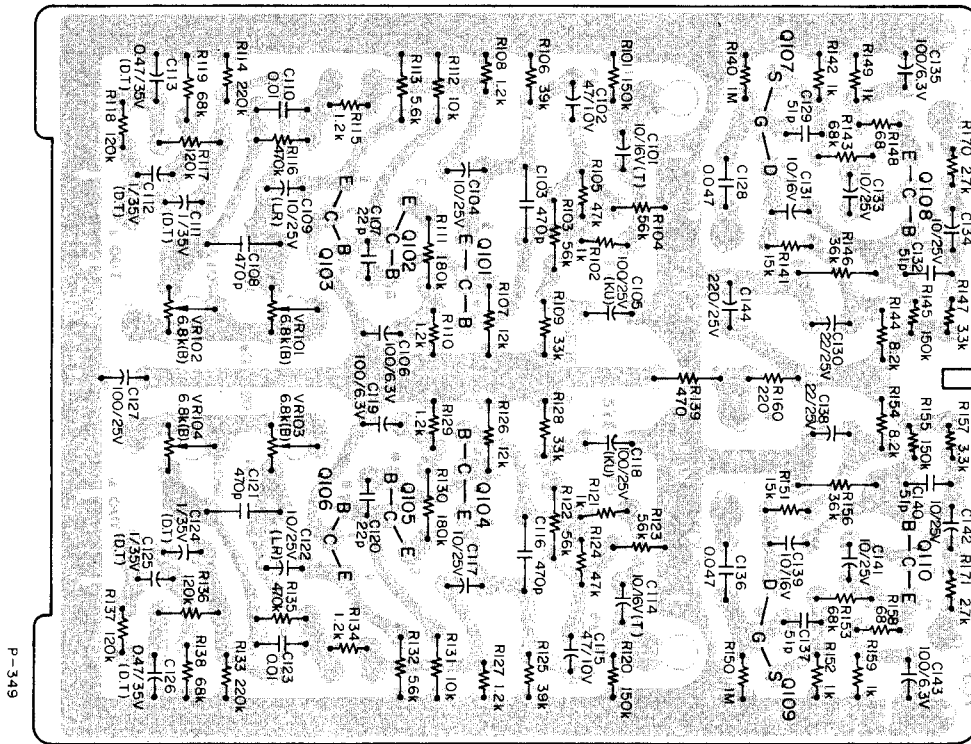 C113
0.47/35V
(D.T)
R118 120k
R119 68k
R114 220k
C110
0.01
R115
1.2k
R113 5.6k
R112 10k
R108 1.2k
R106 39k
C102
47/10V
R101 150k
R140 1M
Q107
S
G
D
R142 1k
R149 1k
C135
100/6.3V
C129
51p
R143
68k
R148
68
R170 2.7k
R117
120k
C112
1/35V
(D.T)
C111
1/35V
(D.T)
R116
470k
C109
10/25V
(LR)
C108
470p
E
C
B
Q103
C107
22p
E
C
B
Q102
C104
10/25V
R111 180k
E
C
B
Q101
C103 470p
R105 47k
R103 56k
C101
10/16V(T)
R104
56k
R102
1k
C105
100/25V
(KU)
C128
0.047
C131
10/16V
C133
10/25V
R141
15k
R146
36k
E
C
B
Q108
C134
10/25V
C132
51p
R147 3.3k
R145 150k
R144 8.2k
C144
220/25V
C130
22/25V
VR102
6.8k(B)
VR101
6.8k(B)
C106
100/6.3V
R110
1.2k
R107 12k
R109 33k
C127
100/25V
R139
470
R160
220
VR104
6.8k(B)
VR103
6.8k(B)
C119
100/6.3V
R129
1.2k
R126 12k
R128 33k
C138
22/25V
R154 8.2k
R155 150k
R157 3.3k
C118
100/25V
(KU)
C121
470p
Q106
B
C
E
Q105
B
C
E
C120
22p
R130 180k
B
C
E
Q104
C117
10/25V
R122 56k
R121
1k
R123
56k
C116 470p
R124 47k
C114
10/16V(T)
R151
15k
R156
36k
C140
51p
C142
10/25V
B
C
E
Q110
R171 2.7k
C139
10/16V
C141
10/25V
C136
0.047
D
G
S
Q109
C137
51p
R153
68k
R158
68
C124
1/35V
(D.T)
C125
1/35V
(D.T)
C122
10/25V
(LR)
R136
120k
R135
470k
R137 120k
C126
0.47/35V
(D.T)
R138 68k
R133 220k
C123
0.01
R134
1.2k
R132 5.6k
R131 10k
R127 1.2k
R125 39k
C115
47/10V
R120 150k
R150 1M
R152 1k
R159 1k
C143
100/6.3V
P-349